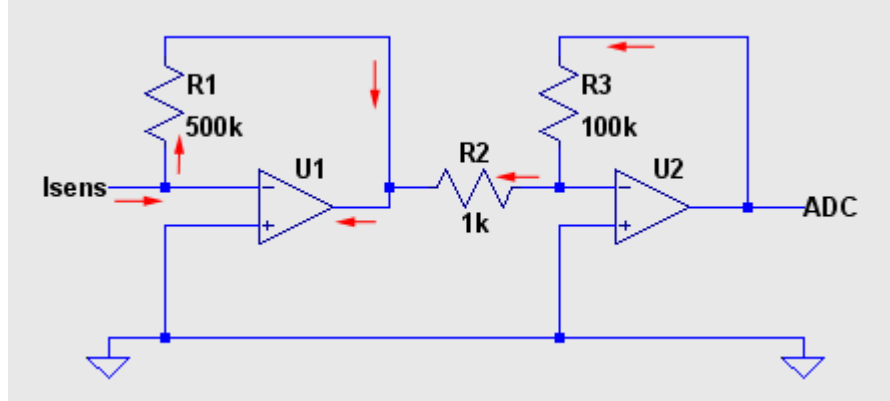 R1
500k
R3
100k
R2
1k
Isens
U1
U2
ADC